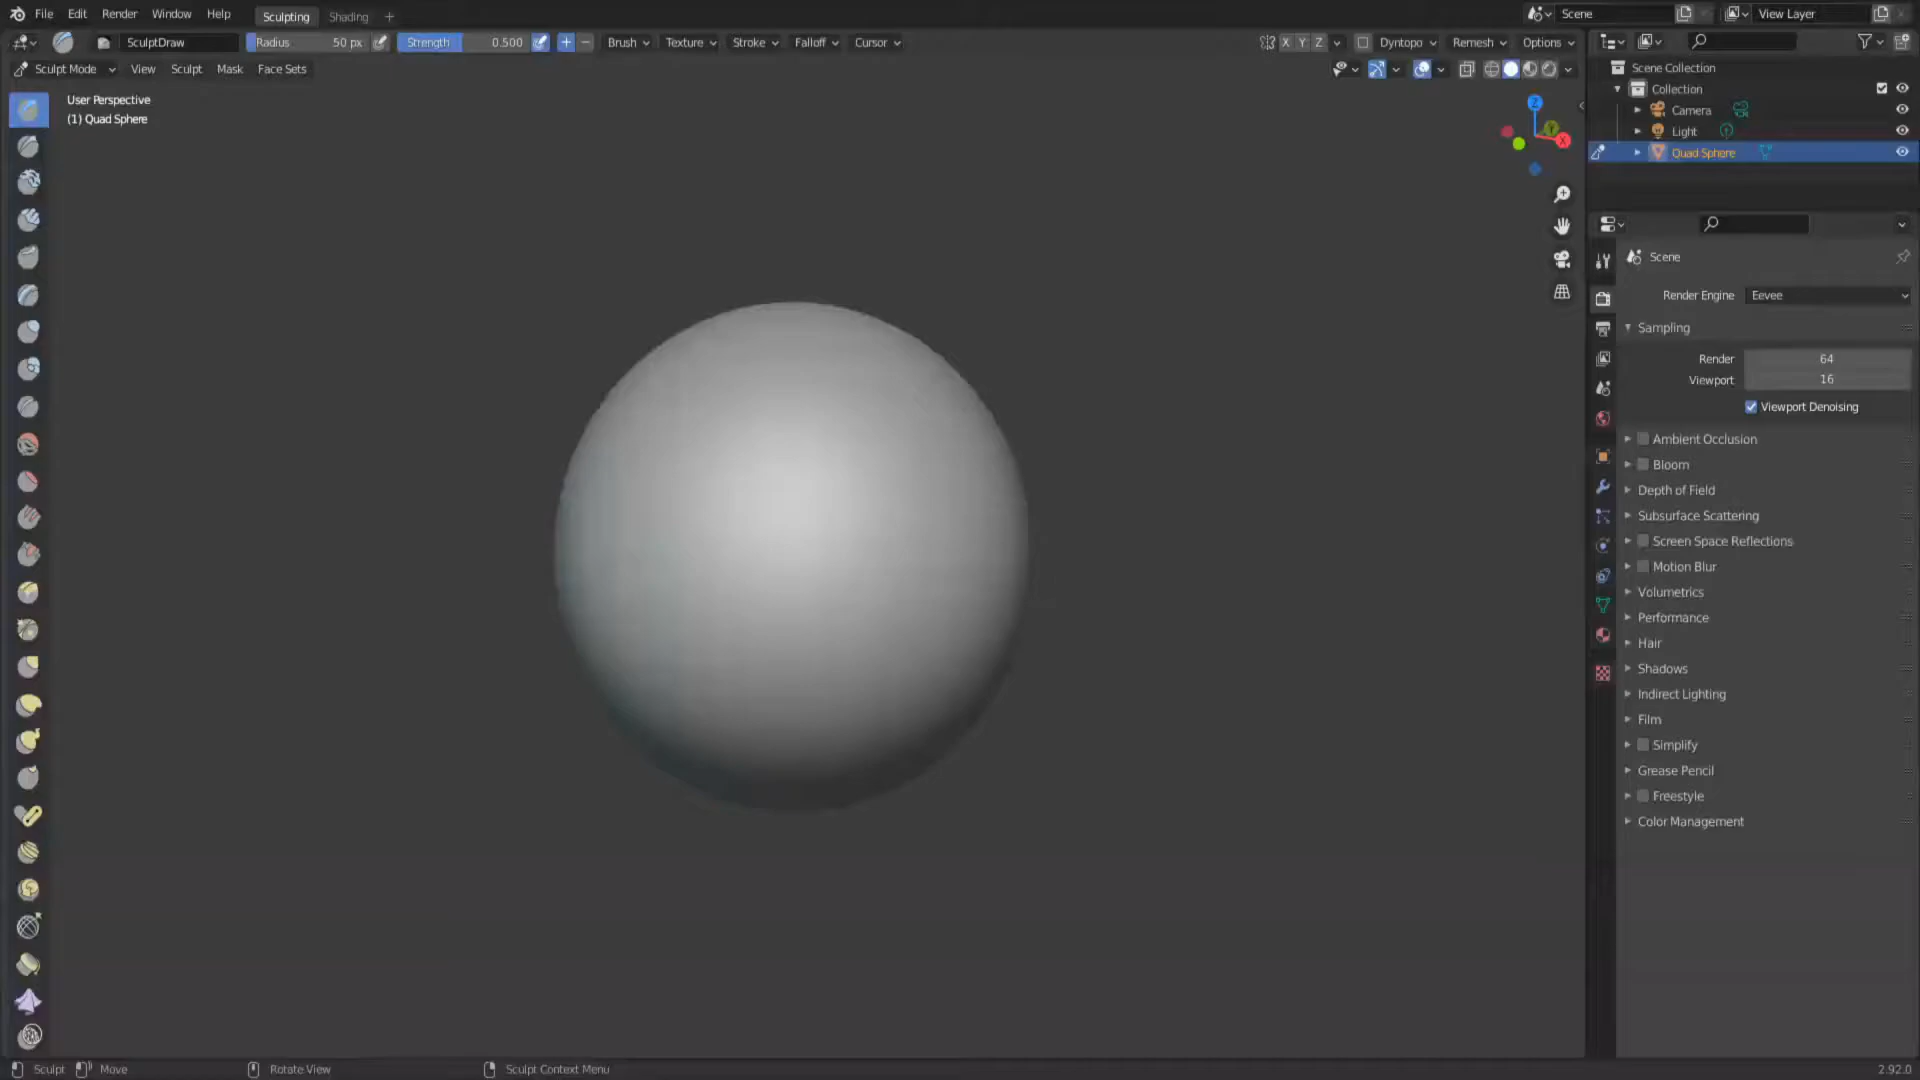 File Edit Render Window Help Sculpting Shading + Scene View Layer
SculptDraw Radius 50 px Strength 0.500 + − Brush Texture Stroke Falloff Cursor X Y Z Dyntopo Remesh Options
Sculpt Mode View Sculpt Mask Face Sets
User Perspective
(1) Quad Sphere
Z
Y
X
Scene Collection
Collection
Camera
Light
Quad Sphere
Scene
Render Engine Eevee
Sampling
Render 64
Viewport 16
Viewport Denoising
Ambient Occlusion
Bloom
Depth of Field
Subsurface Scattering
Screen Space Reflections
Motion Blur
Volumetrics
Performance
Hair
Shadows
Indirect Lighting
Film
Simplify
Grease Pencil
Freestyle
Color Management
Sculpt Move Rotate View Sculpt Context Menu 2.92.0